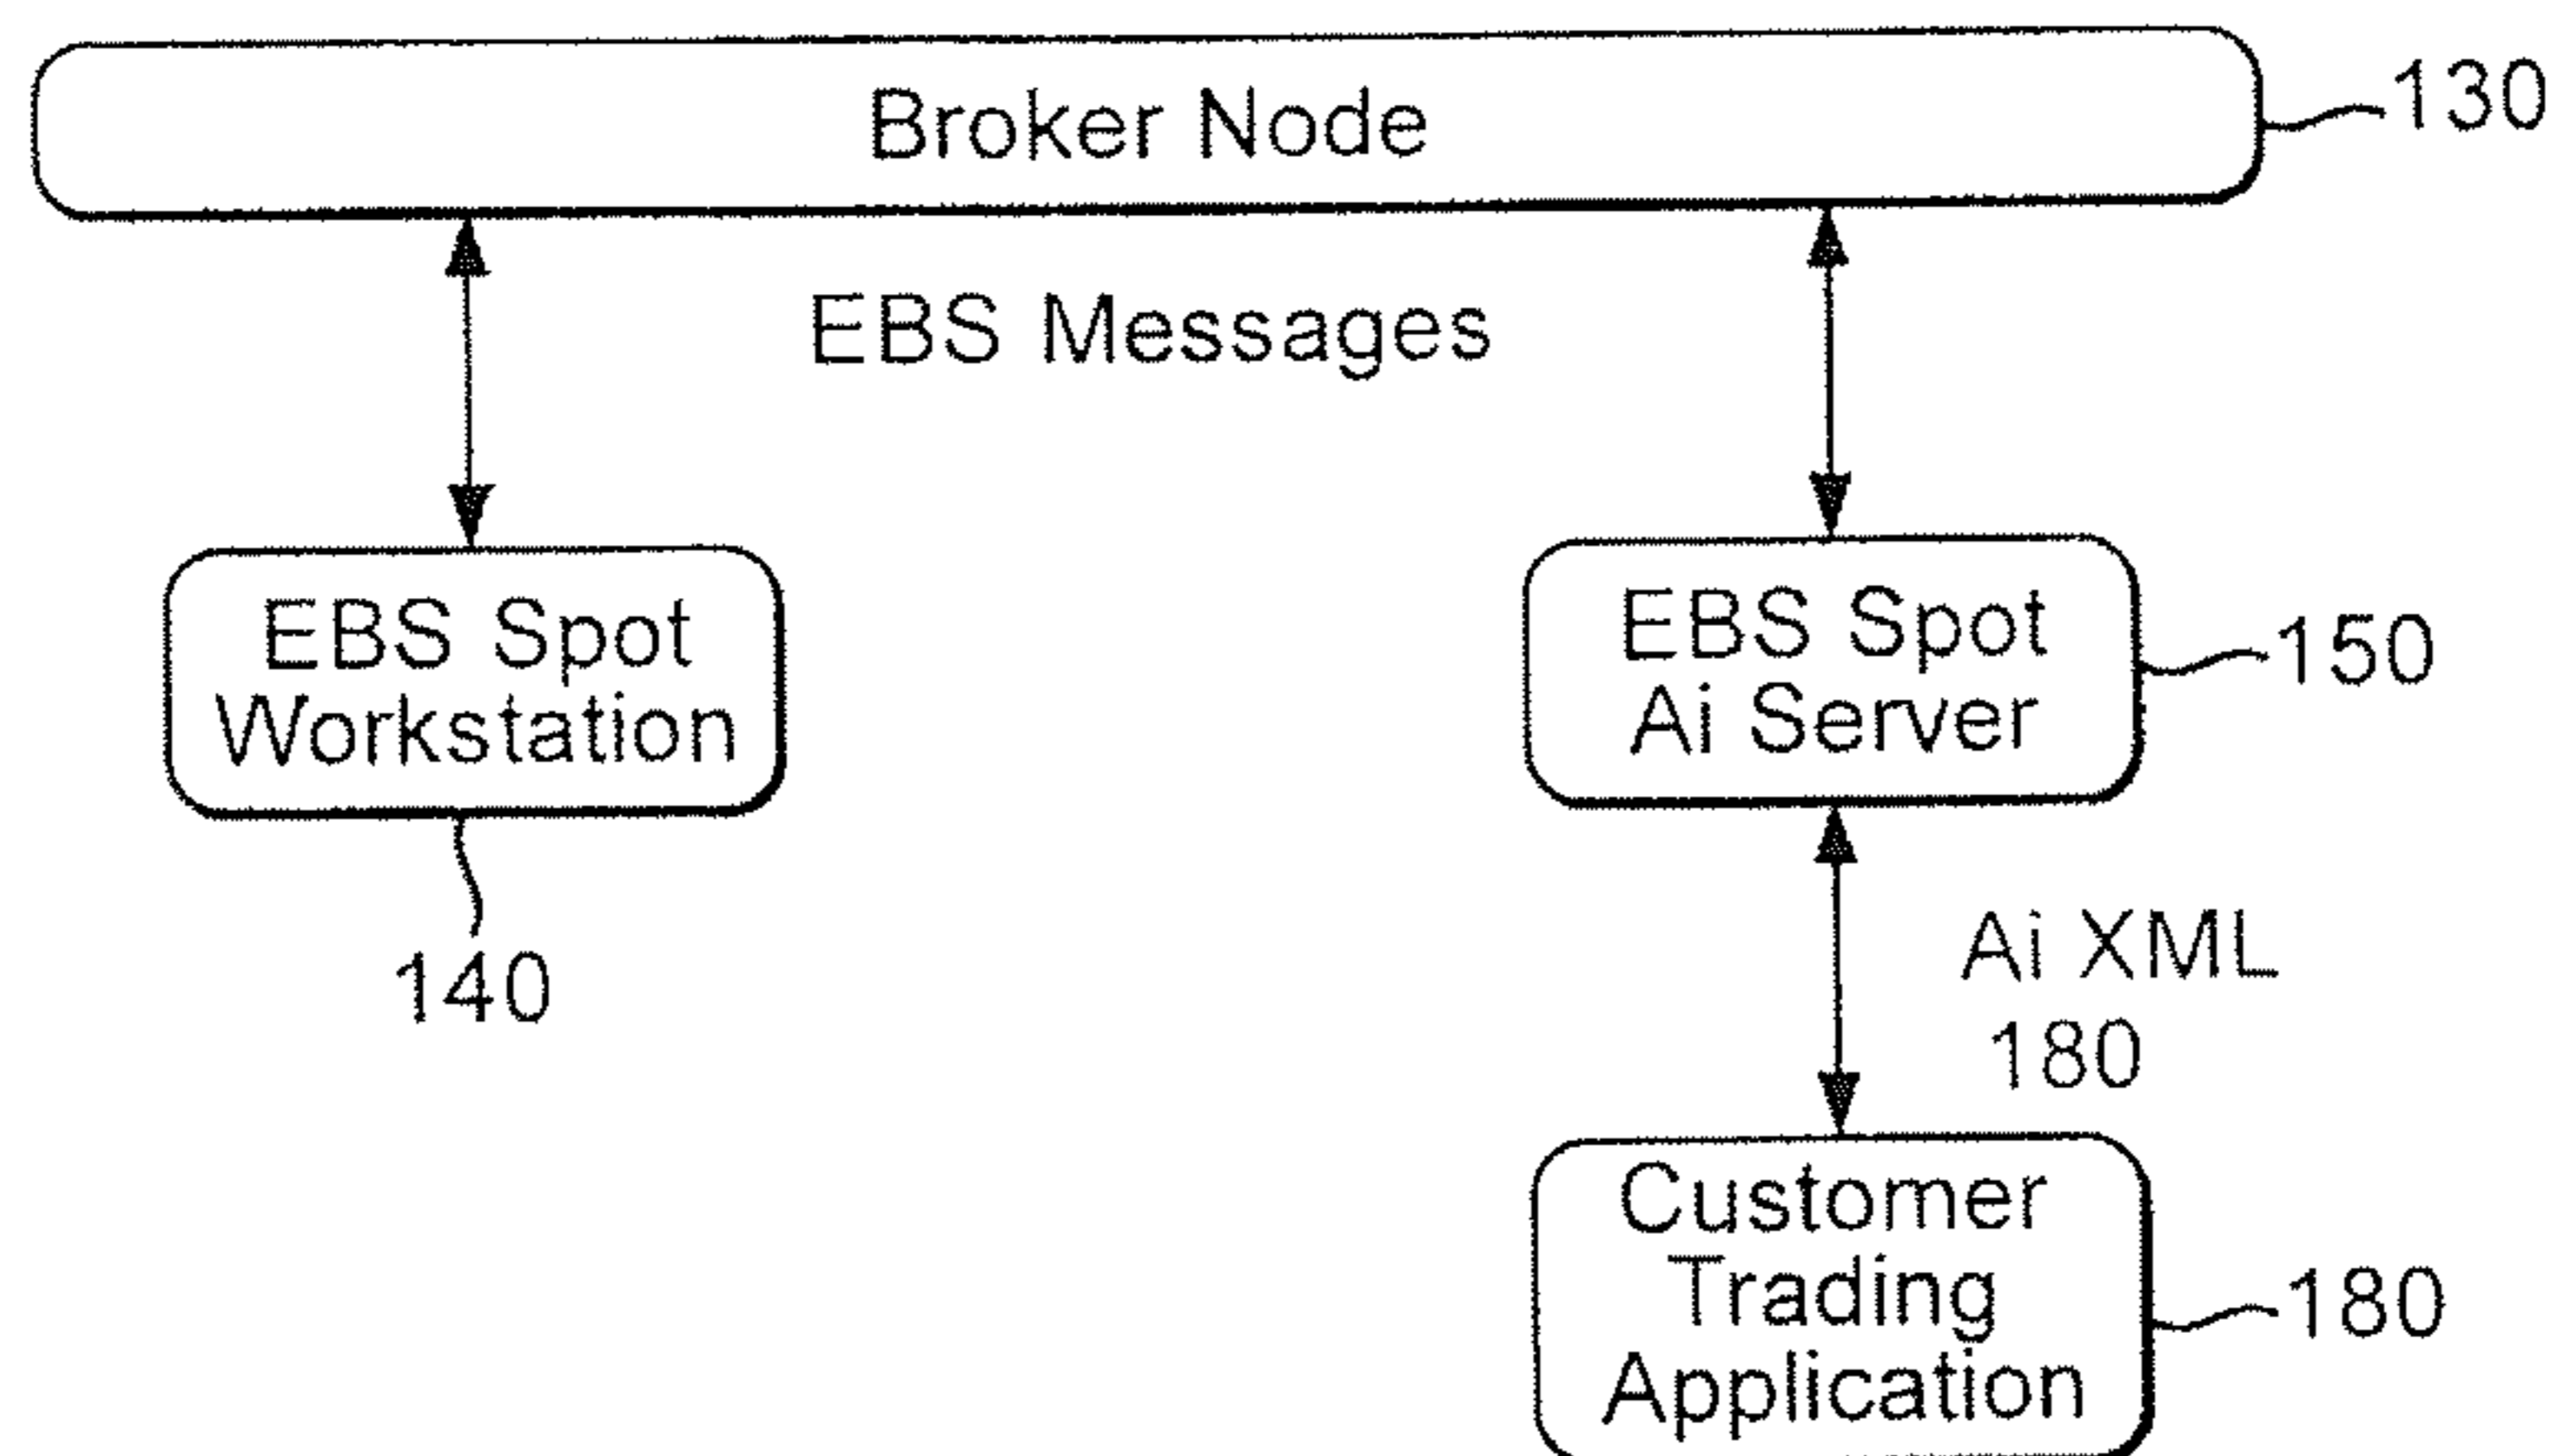 Broker Node
130
EBS Messages
EBS Spot
Workstation
140
EBS Spot
Ai Server
150
Ai XML
180
Customer
Trading
Application
180